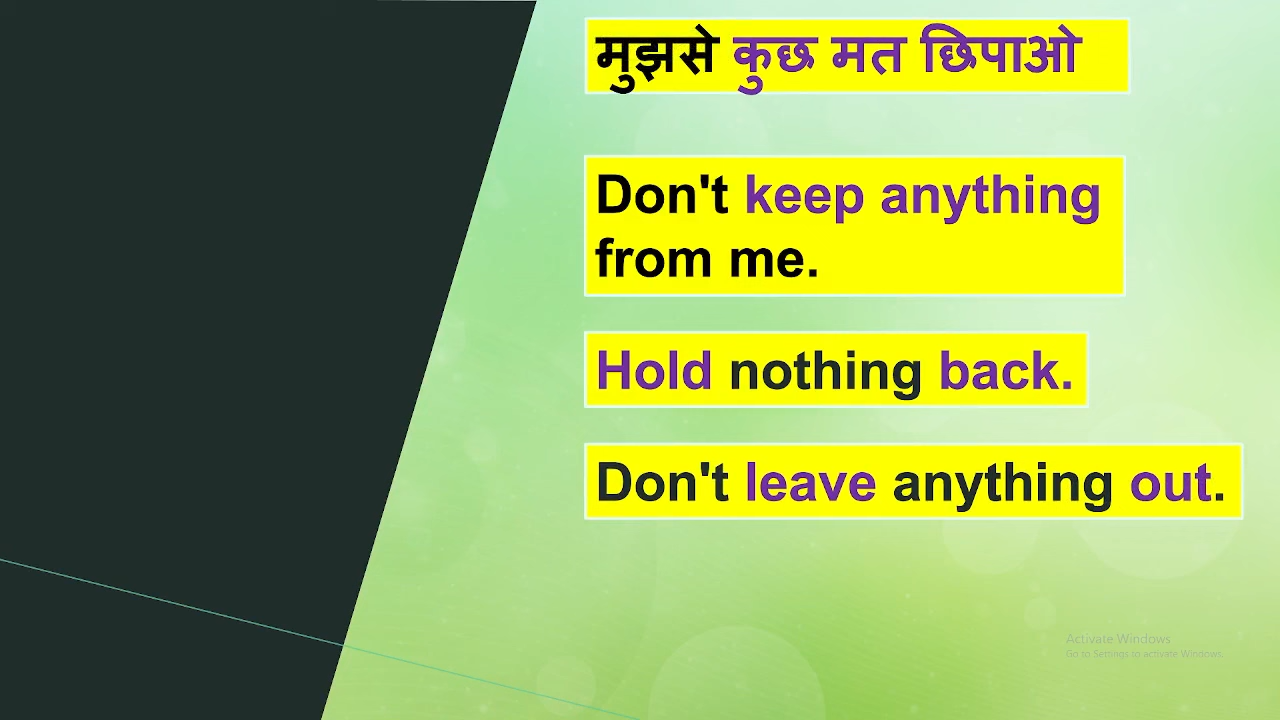 मुझसे कुछ मत छिपाओ
Don't keep anything
from me.
Hold nothing back.
Don't leave anything out.
Activate Windows
Go to Settings to activate Windows.